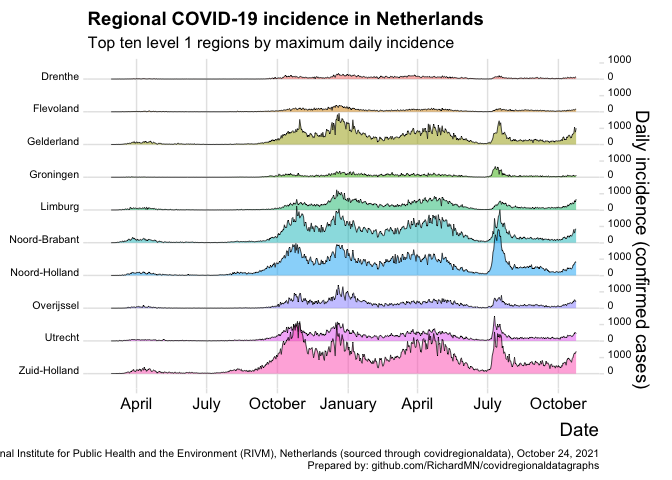 Regional COVID-19 incidence in Netherlands
Top ten level 1 regions by maximum daily incidence
Drenthe
Flevoland
Gelderland
Groningen
Limburg
Noord-Brabant
Noord-Holland
Overijssel
Utrecht
Zuid-Holland
1000
0
1000
0
1000
0
1000
0
1000
0
1000
0
1000
0
1000
0
1000
0
1000
0
Daily incidence (confirmed cases)
April July October January April July October
Date
nal Institute for Public Health and the Environment (RIVM), Netherlands (sourced through covidregionaldata), October 24, 2021
Prepared by: github.com/RichardMN/covidregionaldatagraphs